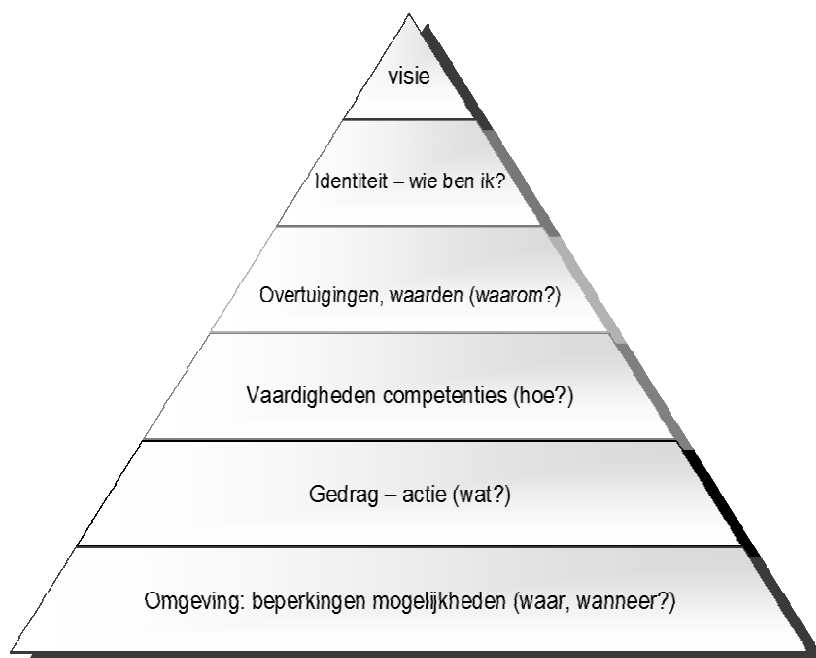 visie
Identiteit – wie ben ik?
Overtuigingen, waarden (waarom?)
Vaardigheden competenties (hoe?)
Gedrag – actie (wat?)
Omgeving: beperkingen mogelijkheden (waar, wanneer?)